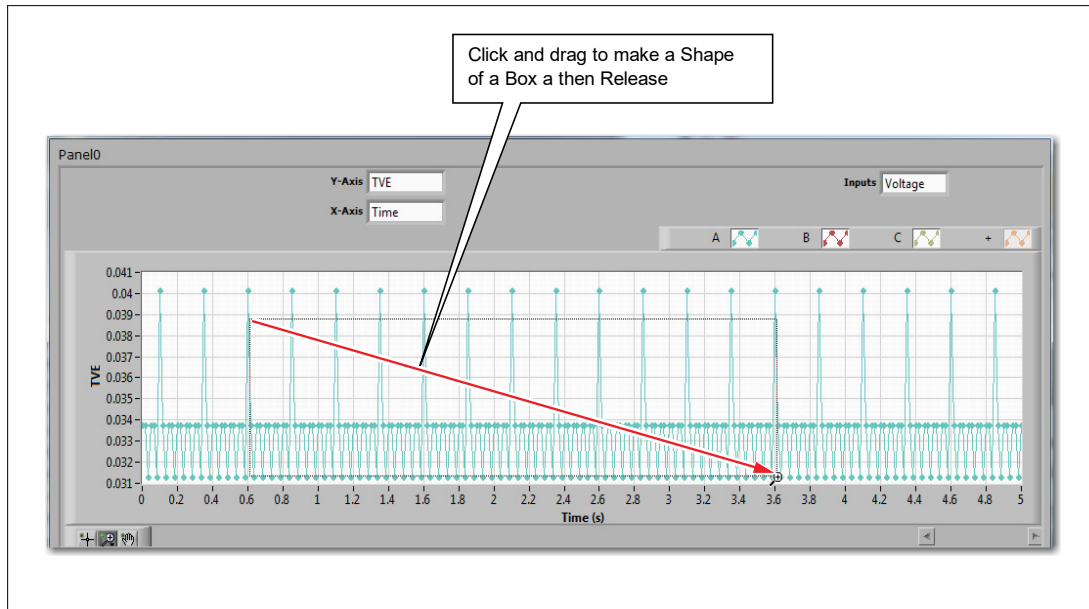 Click and drag to make a Shape
of a Box a then Release
Panel0
Y-Axis TVE
Inputs Voltage
X-Axis Time
A B C +
0.041
0.04
0.039
0.038
0.037
0.036
0.035
0.034
0.033
0.032
0.031
TVE
0 0.2 0.4 0.6 0.8 1 1.2 1.4 1.6 1.8 2 2.2 2.4 2.6 2.8 3 3.2 3.4 3.6 3.8 4 4.2 4.4 4.6 4.8 5
Time (s)